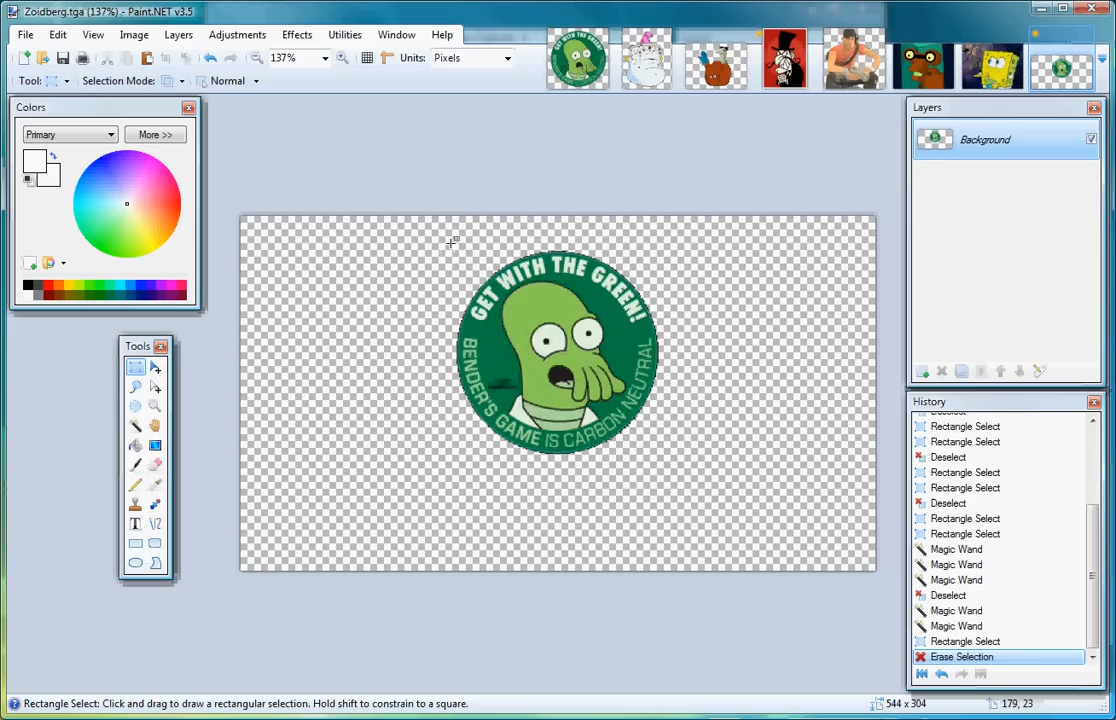 Zoidberg.tga (137%) - Paint.NET v3.5
File Edit View Image Layers Adjustments Effects Utilities Window Help
137% Units: Pixels
Tool: Selection Mode: Normal
Colors
Primary More >>
Tools
GET WITH THE GREEN!
BENDER'S GAME IS CARBON NEUTRAL
Layers
Background
History
Deselect
Rectangle Select
Rectangle Select
Deselect
Rectangle Select
Rectangle Select
Deselect
Rectangle Select
Rectangle Select
Magic Wand
Magic Wand
Magic Wand
Deselect
Magic Wand
Magic Wand
Rectangle Select
Erase Selection
Rectangle Select: Click and drag to draw a rectangular selection. Hold shift to constrain to a square. 544 x 304 179, 23